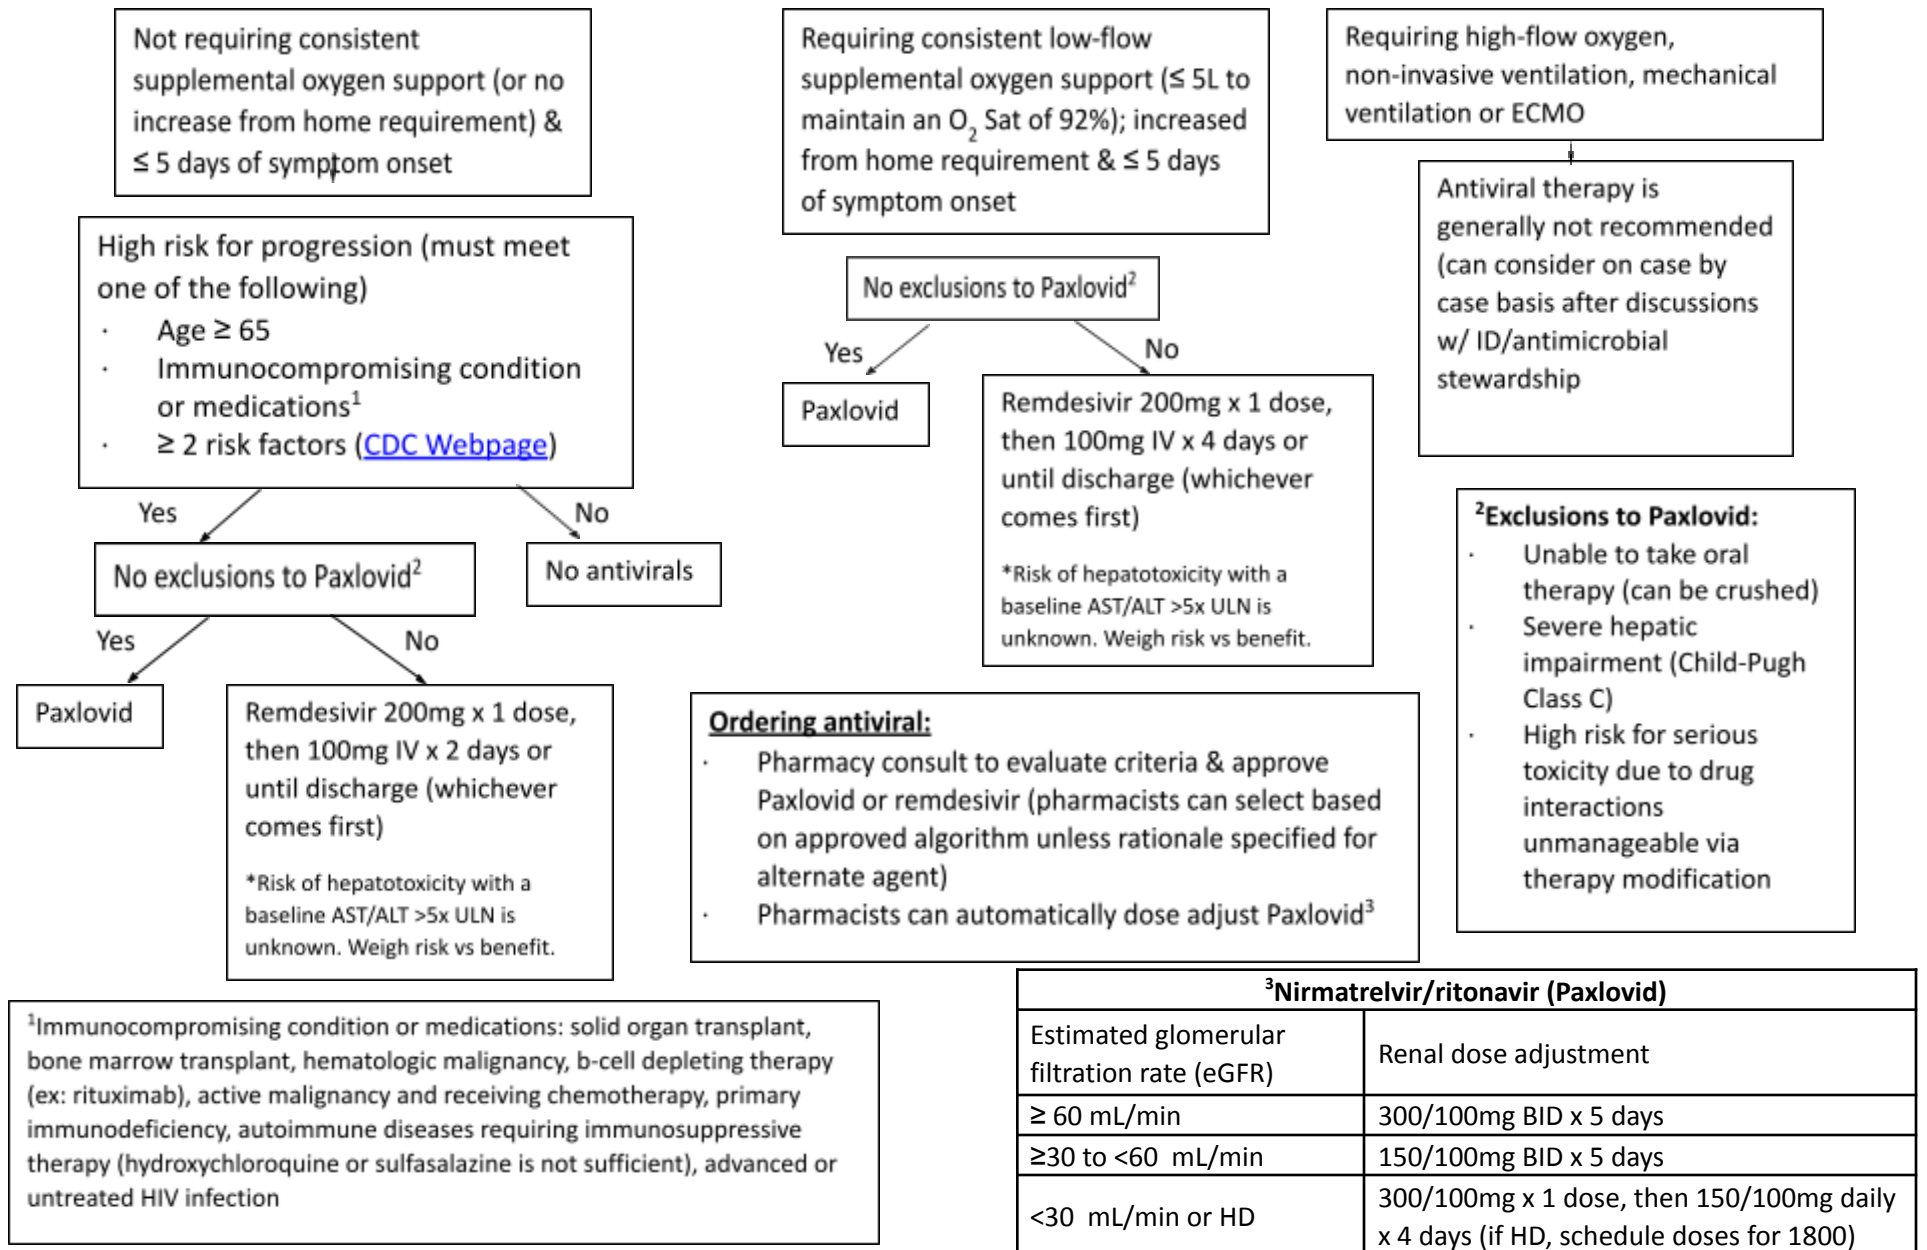 Not requiring consistent
supplemental oxygen support (or no
increase from home requirement) &
≤ 5 days of symptom onset
High risk for progression (must meet
one of the following)
· Age ≥ 65
· Immunocompromising condition
or medications¹
· ≥ 2 risk factors (CDC Webpage)
Yes
No
No exclusions to Paxlovid²
No antivirals
Yes
No
Paxlovid
Remdesivir 200mg x 1 dose,
then 100mg IV x 2 days or
until discharge (whichever
comes first)
*Risk of hepatotoxicity with a
baseline AST/ALT >5x ULN is
unknown. Weigh risk vs benefit.
Requiring consistent low-flow
supplemental oxygen support (≤ 5L to
maintain an O₂ Sat of 92%); increased
from home requirement & ≤ 5 days
of symptom onset
No exclusions to Paxlovid²
Yes
No
Paxlovid
Remdesivir 200mg x 1 dose,
then 100mg IV x 4 days or
until discharge (whichever
comes first)
*Risk of hepatotoxicity with a
baseline AST/ALT >5x ULN is
unknown. Weigh risk vs benefit.
Requiring high-flow oxygen,
non-invasive ventilation, mechanical
ventilation or ECMO
Antiviral therapy is
generally not recommended
(can consider on case by
case basis after discussions
w/ ID/antimicrobial
stewardship
²Exclusions to Paxlovid:
· Unable to take oral
therapy (can be crushed)
· Severe hepatic
impairment (Child-Pugh
Class C)
· High risk for serious
toxicity due to drug
interactions
unmanageable via
therapy modification
Ordering antiviral:
· Pharmacy consult to evaluate criteria & approve
Paxlovid or remdesivir (pharmacists can select based
on approved algorithm unless rationale specified for
alternate agent)
· Pharmacists can automatically dose adjust Paxlovid³
¹Immunocompromising condition or medications: solid organ transplant,
bone marrow transplant, hematologic malignancy, b-cell depleting therapy
(ex: rituximab), active malignancy and receiving chemotherapy, primary
immunodeficiency, autoimmune diseases requiring immunosuppressive
therapy (hydroxychloroquine or sulfasalazine is not sufficient), advanced or
untreated HIV infection
³Nirmatrelvir/ritonavir (Paxlovid)
Estimated glomerular
filtration rate (eGFR)
Renal dose adjustment
≥ 60 mL/min
300/100mg BID x 5 days
≥30 to <60 mL/min
150/100mg BID x 5 days
<30 mL/min or HD
300/100mg x 1 dose, then 150/100mg daily
x 4 days (if HD, schedule doses for 1800)